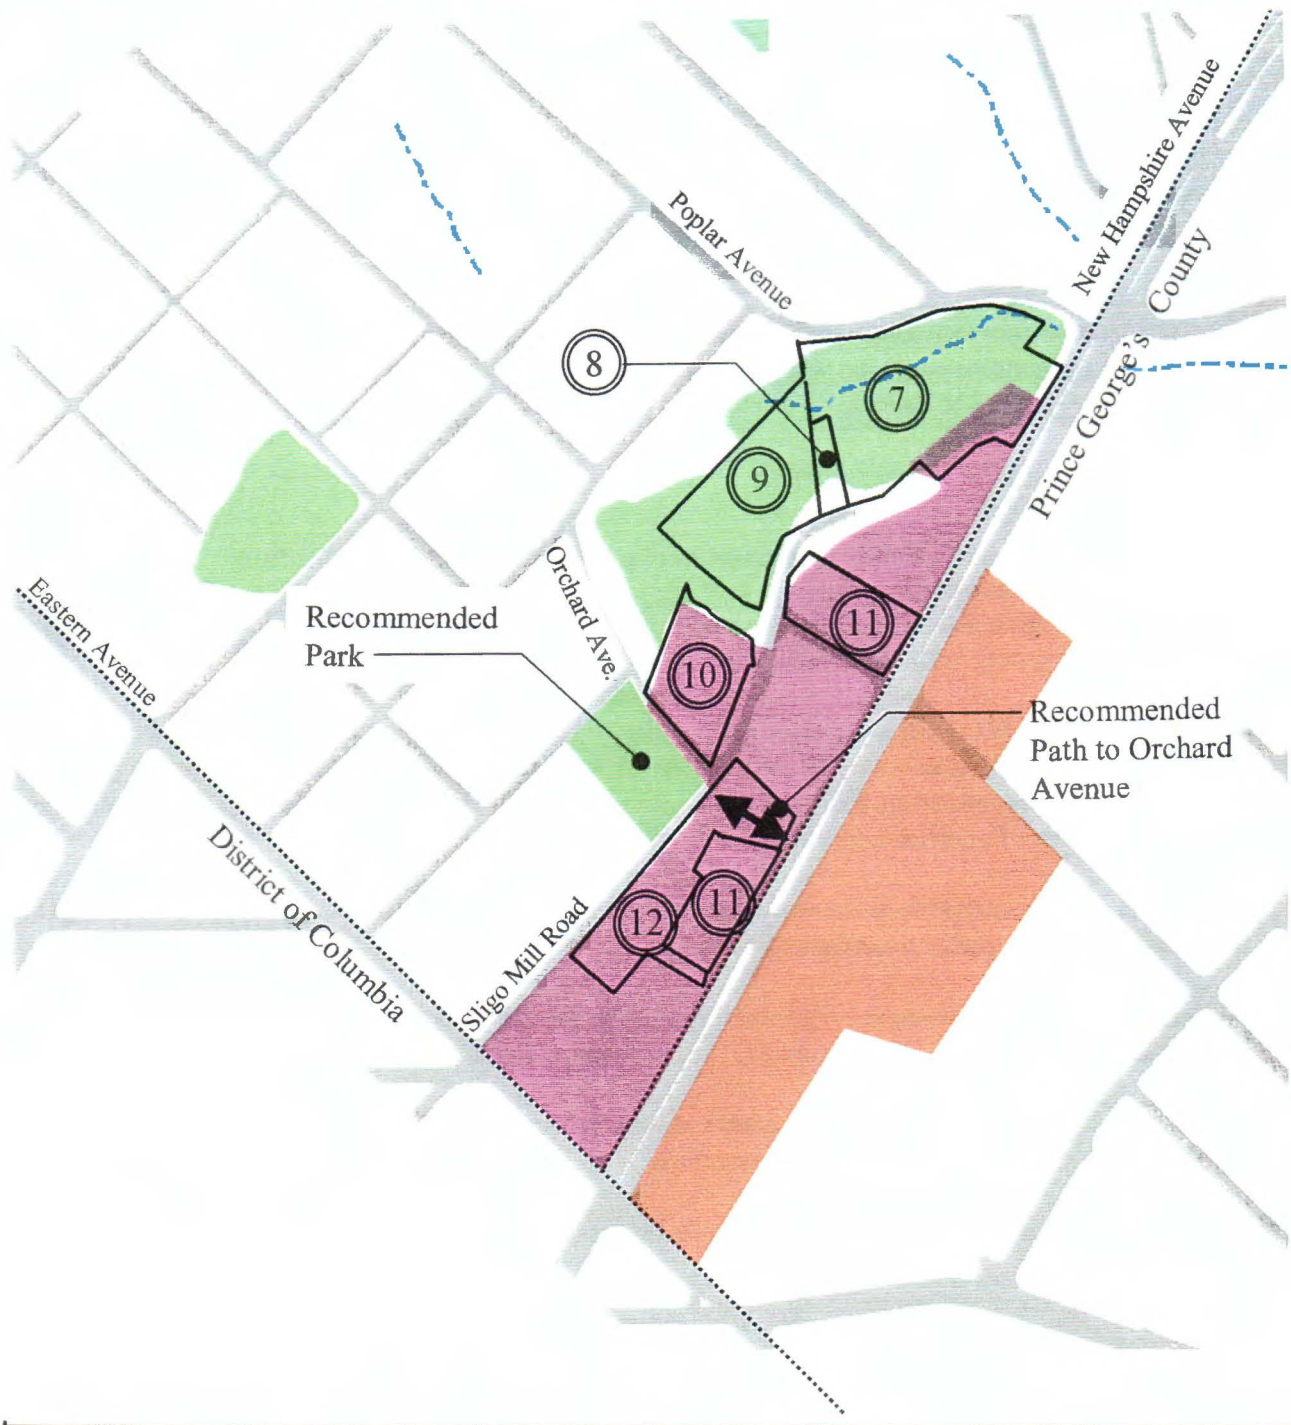 New Hampshire Avenue
Poplar Avenue
Prince George's County
8
7
9
Orchard Ave.
Eastern Avenue
Recommended
Park
11
10
Recommended
Path to Orchard
Avenue
District of Columbia
11
12
Sligo Mill Road